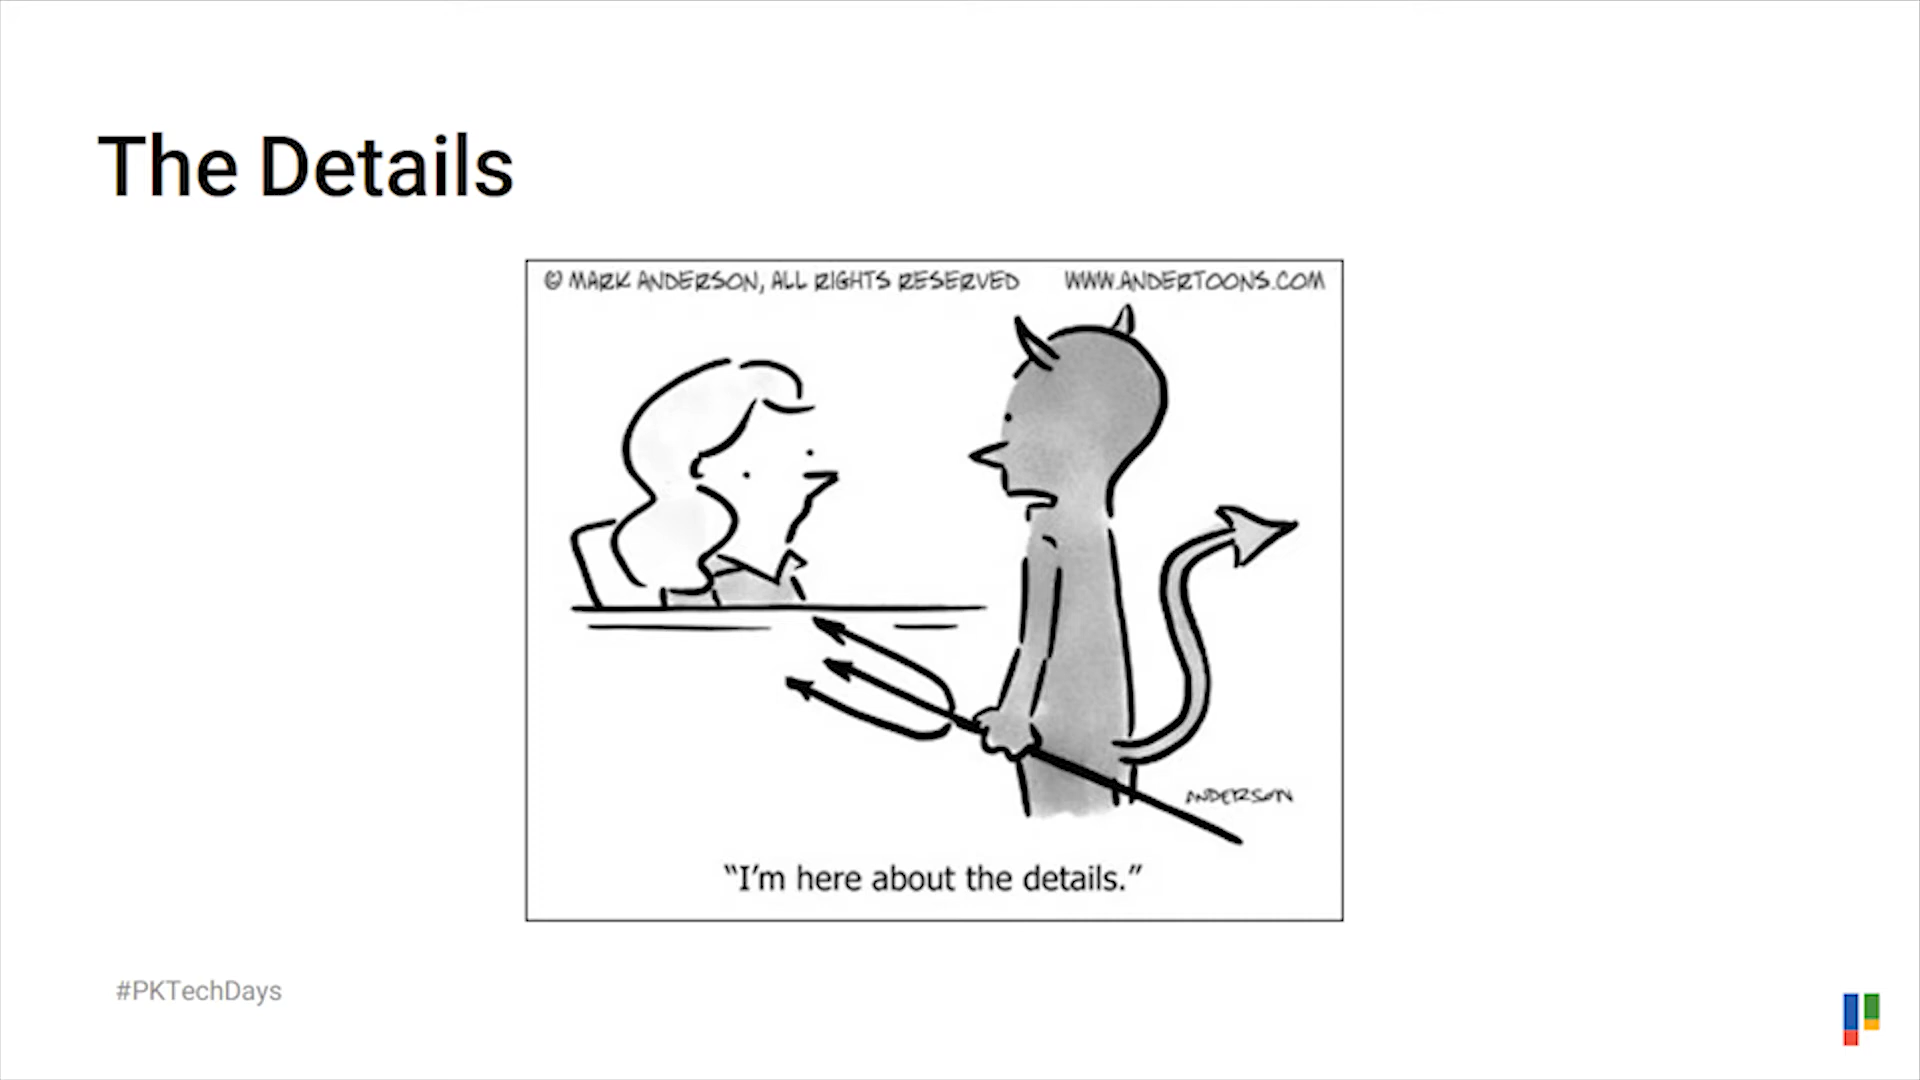 The Details
© MARK ANDERSON, ALL RIGHTS RESERVED WWW.ANDERTOONS.COM
ANDERSON
“I’m here about the details.”
#PKTechDays